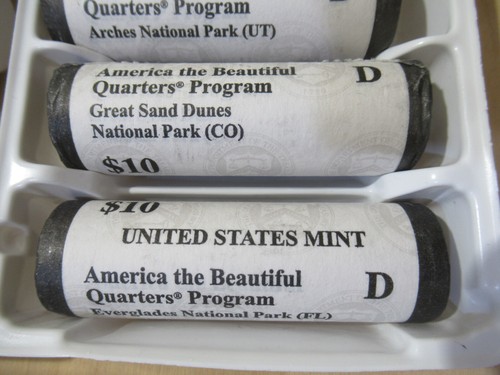 Quarters® Program
Arches National Park (UT)
America the Beautiful
Quarters® Program
D
Great Sand Dunes
National Park (CO)
$10
$10
UNITED STATES MINT
America the Beautiful
Quarters® Program
D
Everglades National Park (FL)